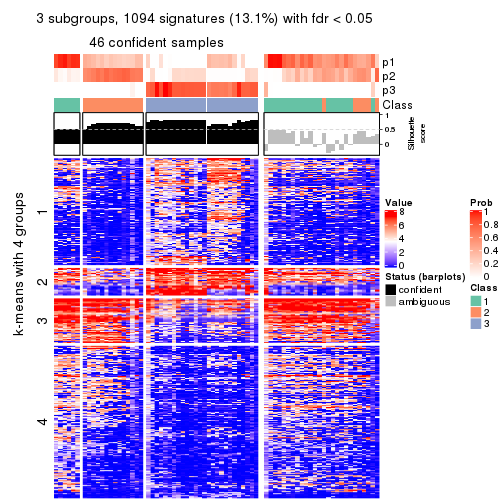 3 subgroups, 1094 signatures (13.1%) with fdr < 0.05
46 confident samples
p1
p2
p3
Class
1
0.5
0
Silhouette
score
k-means with 4 groups
1
2
3
4
Value
8
6
4
2
0
Status (barplots)
confident
ambiguous
Prob
1
0.8
0.6
0.4
0.2
0
Class
1
2
3